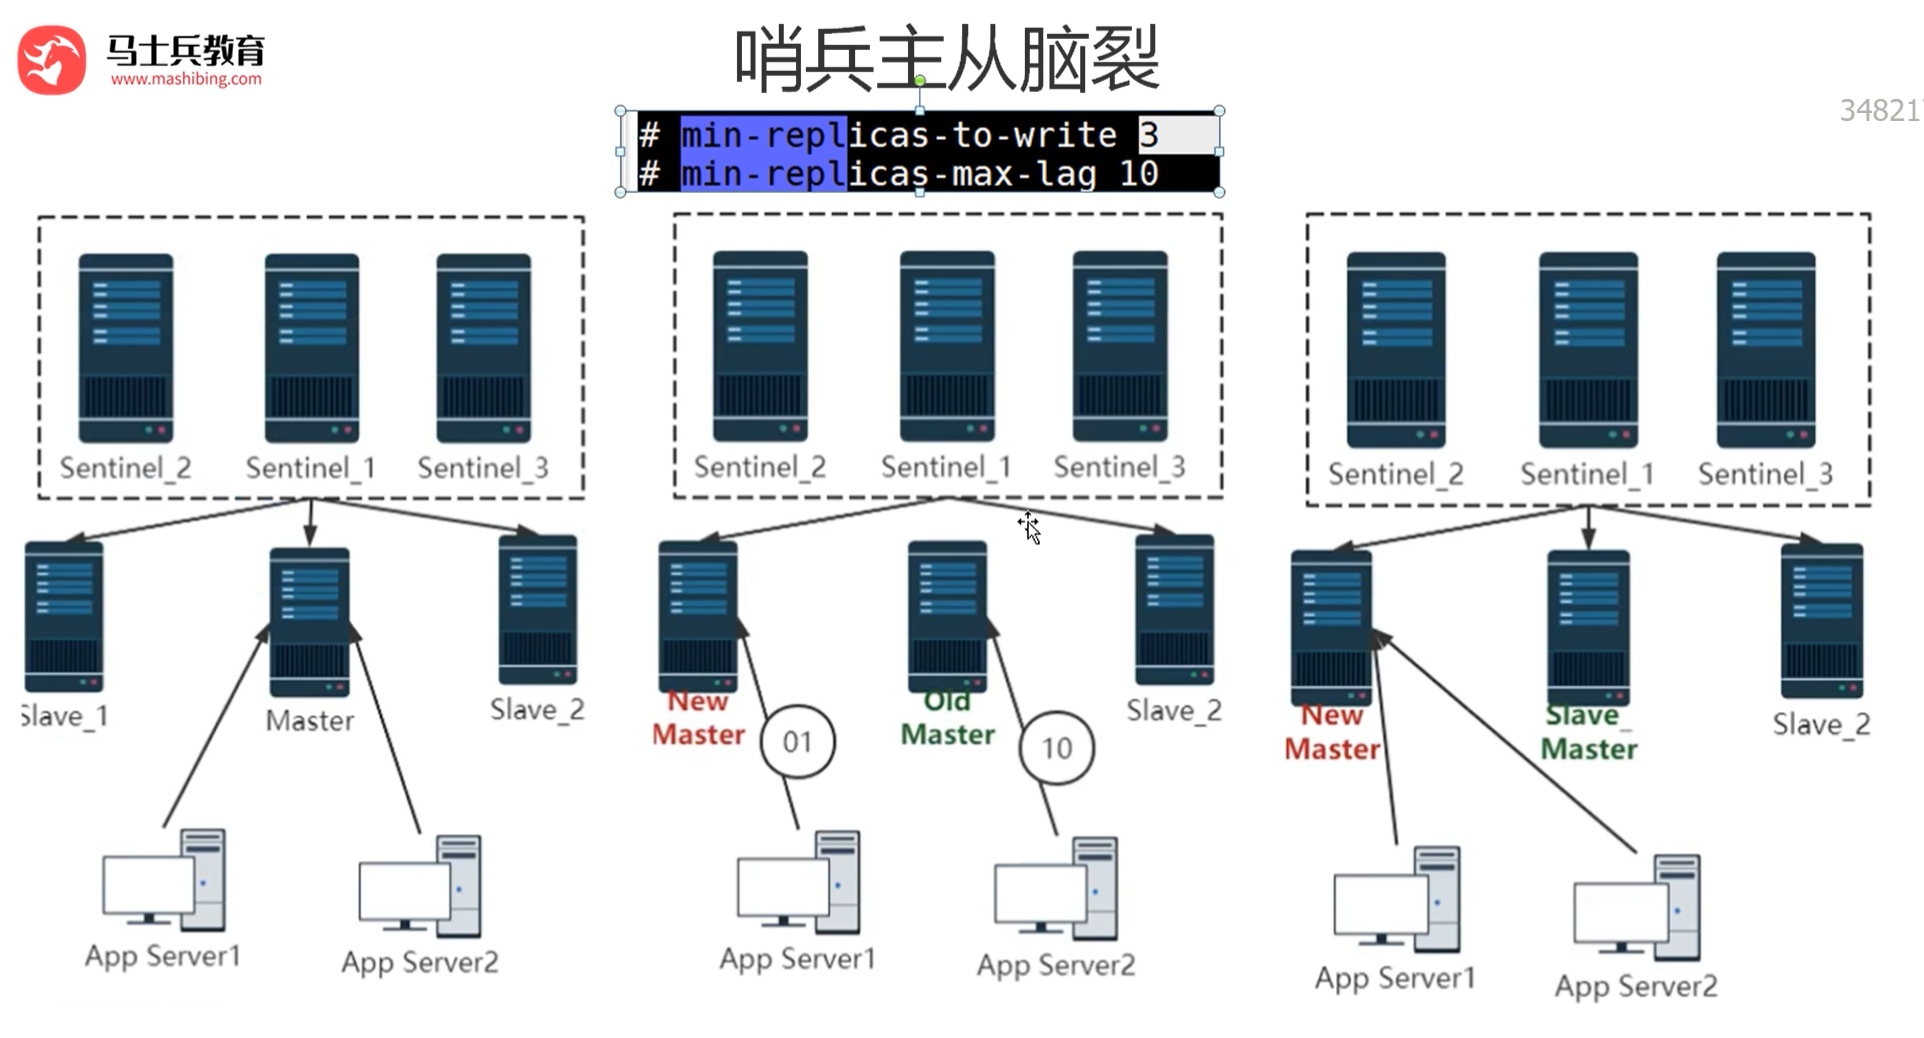 马士兵教育
www.mashibing.com
哨兵主从脑裂
34821
# min-replicas-to-write 3
# min-replicas-max-lag 10
Sentinel_2
Sentinel_1
Sentinel_3
Slave_1
Master
Slave_2
App Server1
App Server2
Sentinel_2
Sentinel_1
Sentinel_3
New
Master
Old
Master
Slave_2
01
10
App Server1
App Server2
Sentinel_2
Sentinel_1
Sentinel_3
New
Master
Slave_
Master
Slave_2
App Server1
App Server2